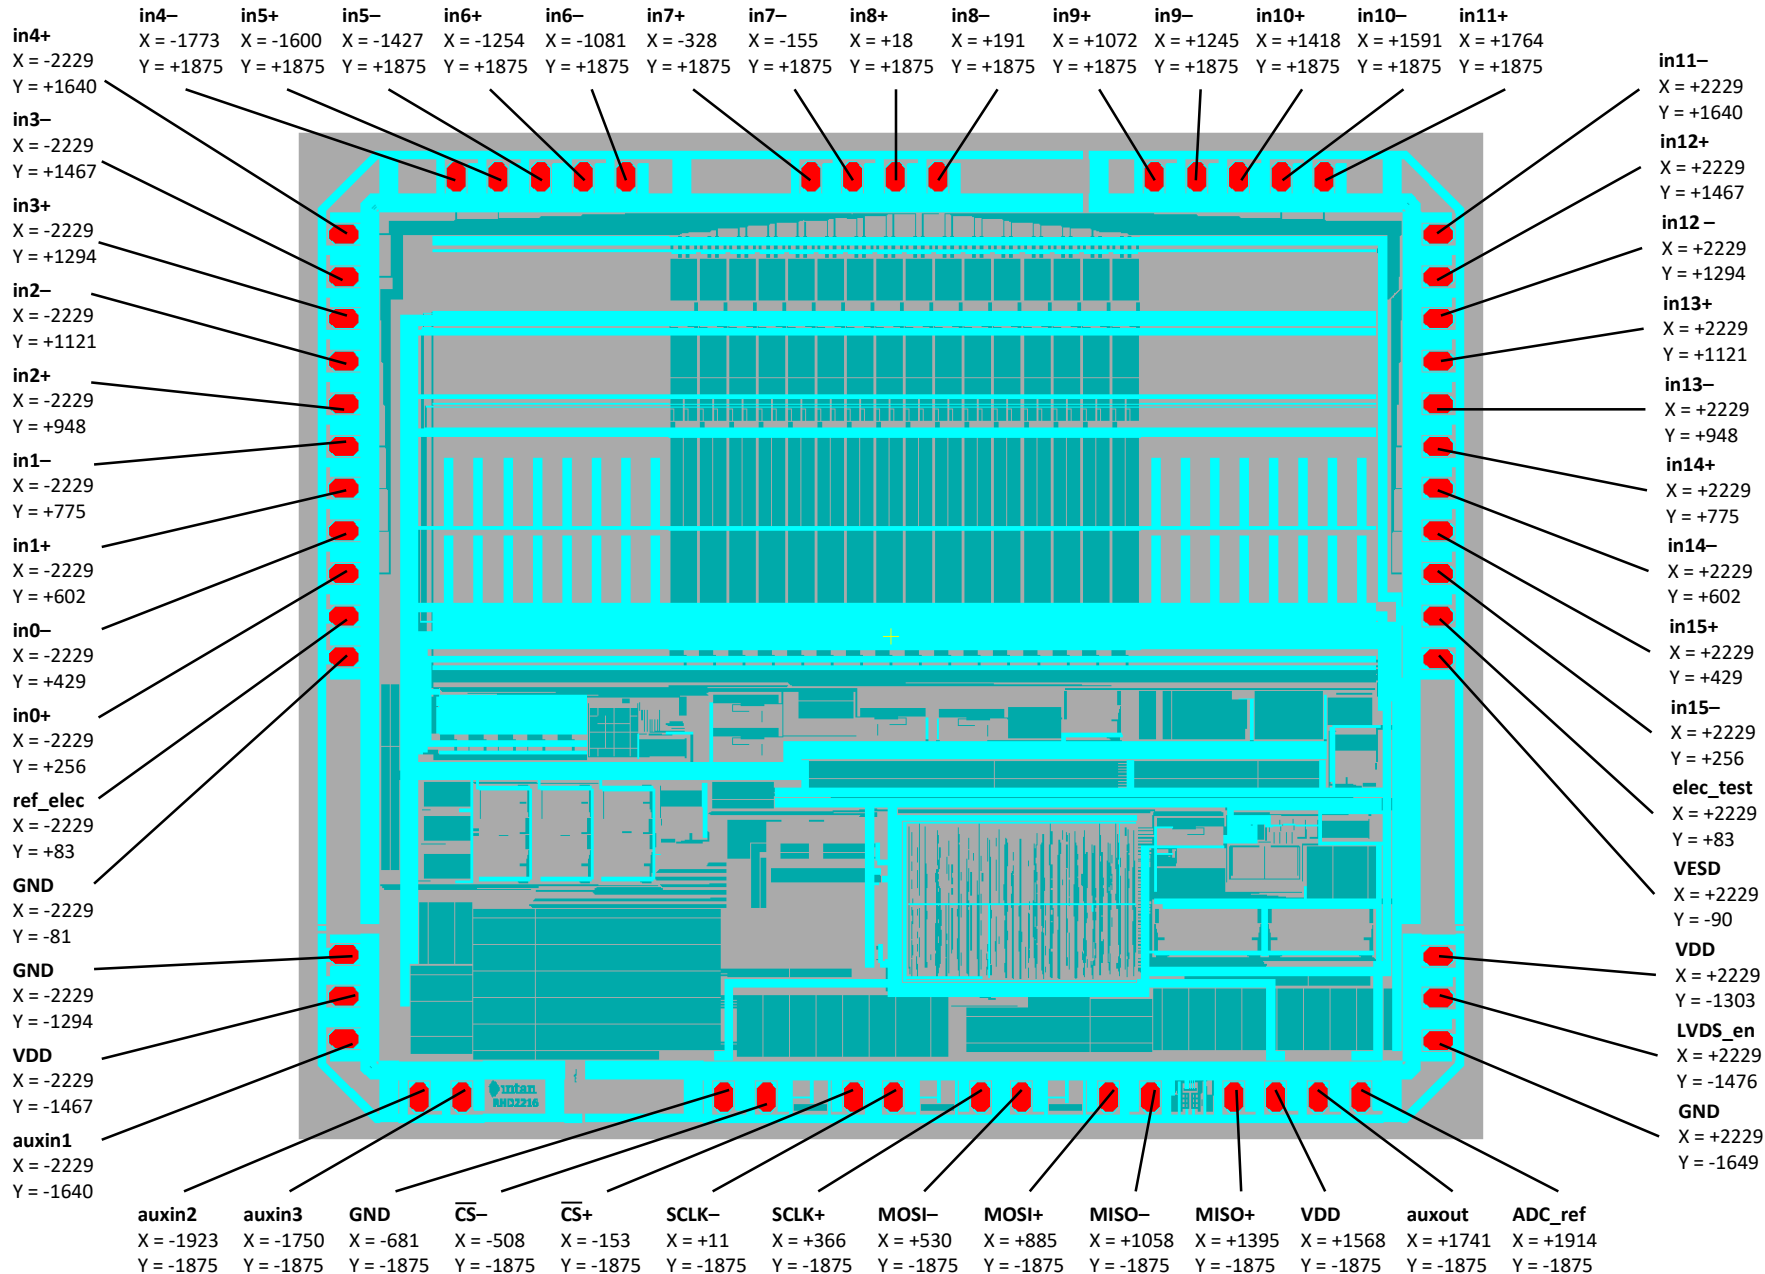 in4+
X = -2229
Y = +1640
in3–
X = -2229
Y = +1467
in3+
X = -2229
Y = +1294
in2–
X = -2229
Y = +1121
in2+
X = -2229
Y = +948
in1–
X = -2229
Y = +775
in1+
X = -2229
Y = +602
in0–
X = -2229
Y = +429
in0+
X = -2229
Y = +256
ref_elec
X = -2229
Y = +83
GND
X = -2229
Y = -81
GND
X = -2229
Y = -1294
VDD
X = -2229
Y = -1467
auxin1
X = -2229
Y = -1640
in4–
X = -1773
Y = +1875
in5+
X = -1600
Y = +1875
in5–
X = -1427
Y = +1875
in6+
X = -1254
Y = +1875
in6–
X = -1081
Y = +1875
in7+
X = -328
Y = +1875
in7–
X = -155
Y = +1875
in8+
X = +18
Y = +1875
in8–
X = +191
Y = +1875
in9+
X = +1072
Y = +1875
in9–
X = +1245
Y = +1875
in10+
X = +1418
Y = +1875
in10–
X = +1591
Y = +1875
in11+
X = +1764
Y = +1875
in11–
X = +2229
Y = +1640
in12+
X = +2229
Y = +1467
in12 –
X = +2229
Y = +1294
in13+
X = +2229
Y = +1121
in13–
X = +2229
Y = +948
in14+
X = +2229
Y = +775
in14–
X = +2229
Y = +602
in15+
X = +2229
Y = +429
in15–
X = +2229
Y = +256
elec_test
X = +2229
Y = +83
VESD
X = +2229
Y = -90
VDD
X = +2229
Y = -1303
LVDS_en
X = +2229
Y = -1476
GND
X = +2229
Y = -1649
intan
RHD2216
auxin2
X = -1923
Y = -1875
auxin3
X = -1750
Y = -1875
GND
X = -681
Y = -1875
C̅S̅–
X = -508
Y = -1875
C̅S̅+
X = -153
Y = -1875
SCLK–
X = +11
Y = -1875
SCLK+
X = +366
Y = -1875
MOSI–
X = +530
Y = -1875
MOSI+
X = +885
Y = -1875
MISO–
X = +1058
Y = -1875
MISO+
X = +1395
Y = -1875
VDD
X = +1568
Y = -1875
auxout
X = +1741
Y = -1875
ADC_ref
X = +1914
Y = -1875